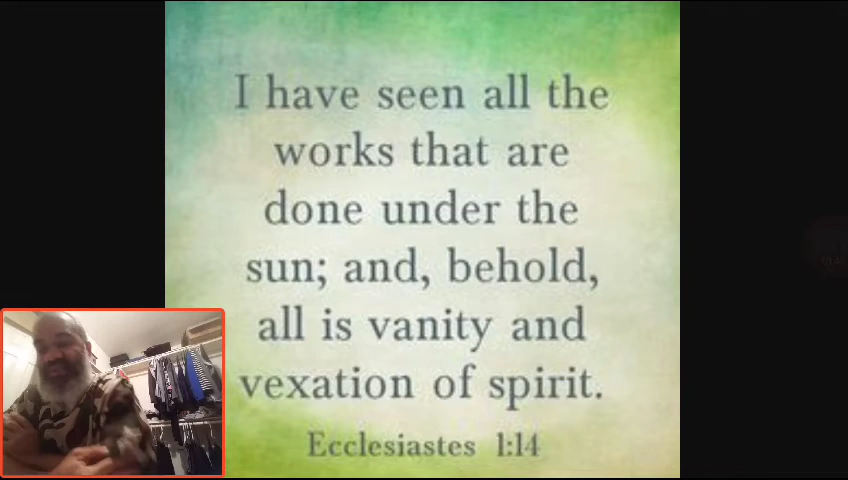 I have seen all the
works that are
done under the
sun; and, behold,
all is vanity and
vexation of spirit.
Ecclesiastes 1:14